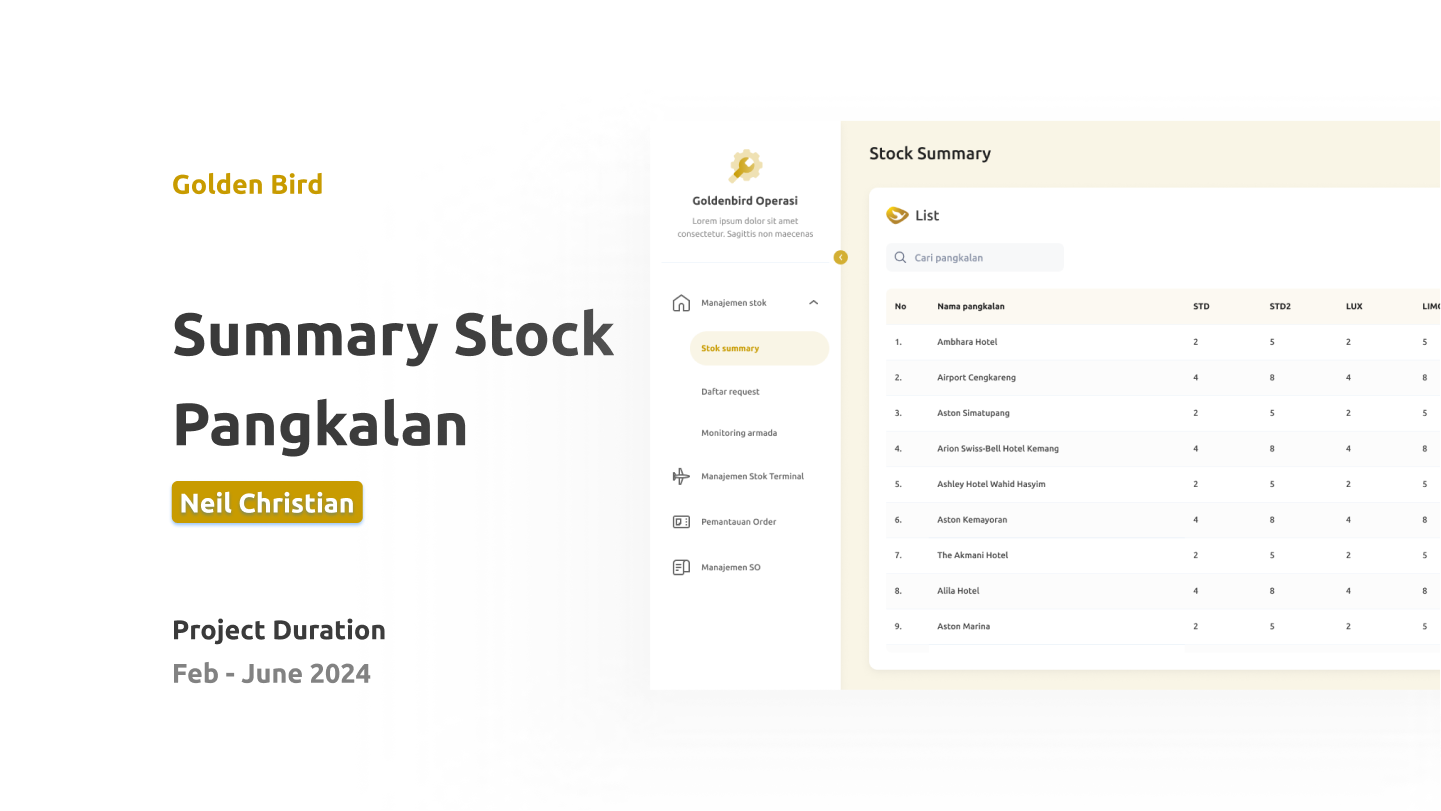 Golden Bird
Summary Stock
Pangkalan
Neil Christian
Project Duration
Feb - June 2024
Goldenbird Operasi
Lorem ipsum dolor sit amet
consectetur. Sagittis non maecenas
Manajemen stok
Stok summary
Daftar request
Monitoring armada
Manajemen Stok Terminal
Pemantauan Order
Manajemen SO
Stock Summary
List
Cari pangkalan
No Nama pangkalan STD STD2 LUX
1. Ambhara Hotel 2 5 2 5
2. Airport Cengkareng 4 8 4 8
3. Aston Simatupang 2 5 2 5
4. Arion Swiss-Bell Hotel Kemang 4 8 4 8
5. Ashley Hotel Wahid Hasyim 2 5 2 5
6. Aston Kemayoran 4 8 4 8
7. The Akmani Hotel 2 5 2 5
8. Alila Hotel 4 8 4 8
9. Aston Marina 2 5 2 5